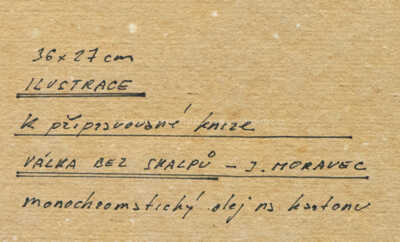 36 x 27 cm
ILUSTRACE
K připravované knize
VÁLKA BEZ SKALPŮ – J. MORAVEC
monochromatický olej na kartonu